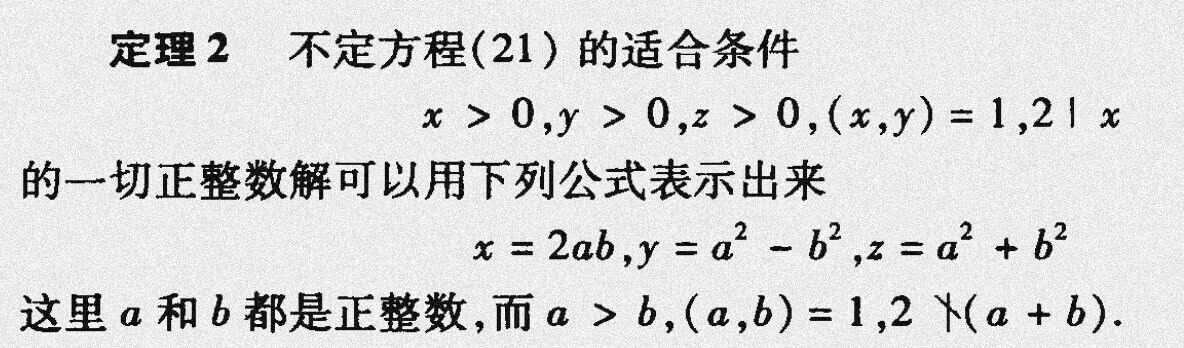 定理2 不定方程(21)的适合条件
x > 0,y > 0,z > 0,(x,y) = 1,2 | x
的一切正整数解可以用下列公式表示出来
x = 2ab,y = a² - b²,z = a² + b²
这里 a 和 b 都是正整数,而 a > b,(a,b) = 1,2 ∤ (a + b).